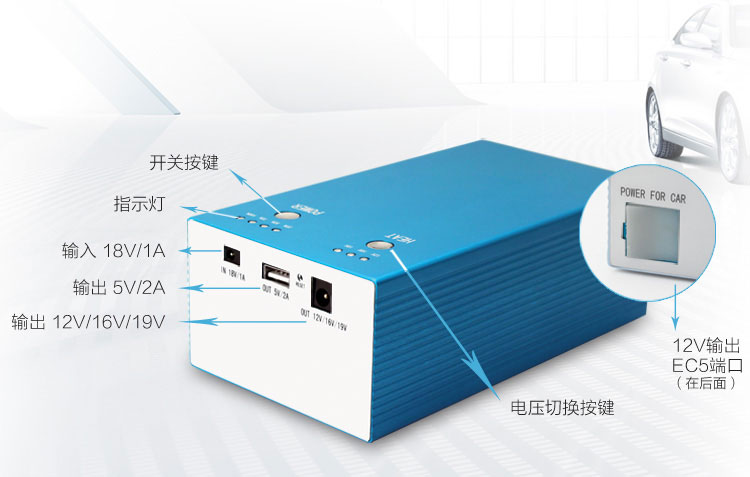 开关按键
指示灯
输入 18V/1A
输出 5V/2A
输出 12V/16V/19V
POWER
HEAT
IN 18V/1A
OUT 5V/2A
RESET
OUT 12V/16V/19V
POWER FOR CAR
12V输出
EC5端口
（在后面）
电压切换按键